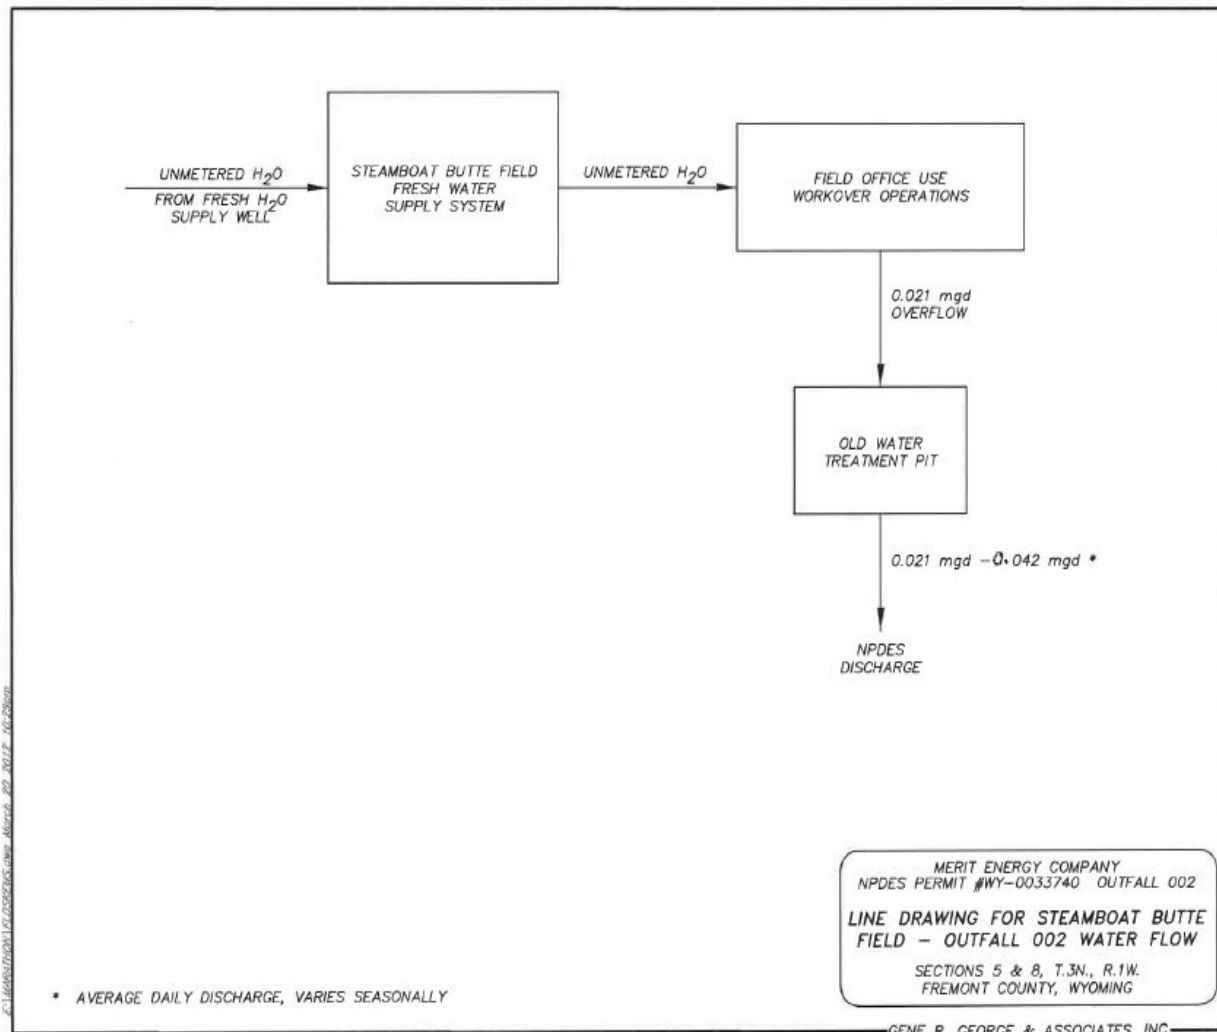 UNMETERED H2O
FROM FRESH H2O
SUPPLY WELL
STEAMBOAT BUTTE FIELD
FRESH WATER
SUPPLY SYSTEM
UNMETERED H2O
FIELD OFFICE USE
WORKOVER OPERATIONS
0.021 mgd
OVERFLOW
OLD WATER
TREATMENT PIT
0.021 mgd -0.042 mgd *
NPDES
DISCHARGE
MERIT ENERGY COMPANY
NPDES PERMIT #WY-0033740 OUTFALL 002
LINE DRAWING FOR STEAMBOAT BUTTE
FIELD - OUTFALL 002 WATER FLOW
SECTIONS 5 & 8, T.3N., R.1W.
FREMONT COUNTY, WYOMING
* AVERAGE DAILY DISCHARGE, VARIES SEASONALLY
GENE R. GEORGE & ASSOCIATES, INC.
March 20, 2012